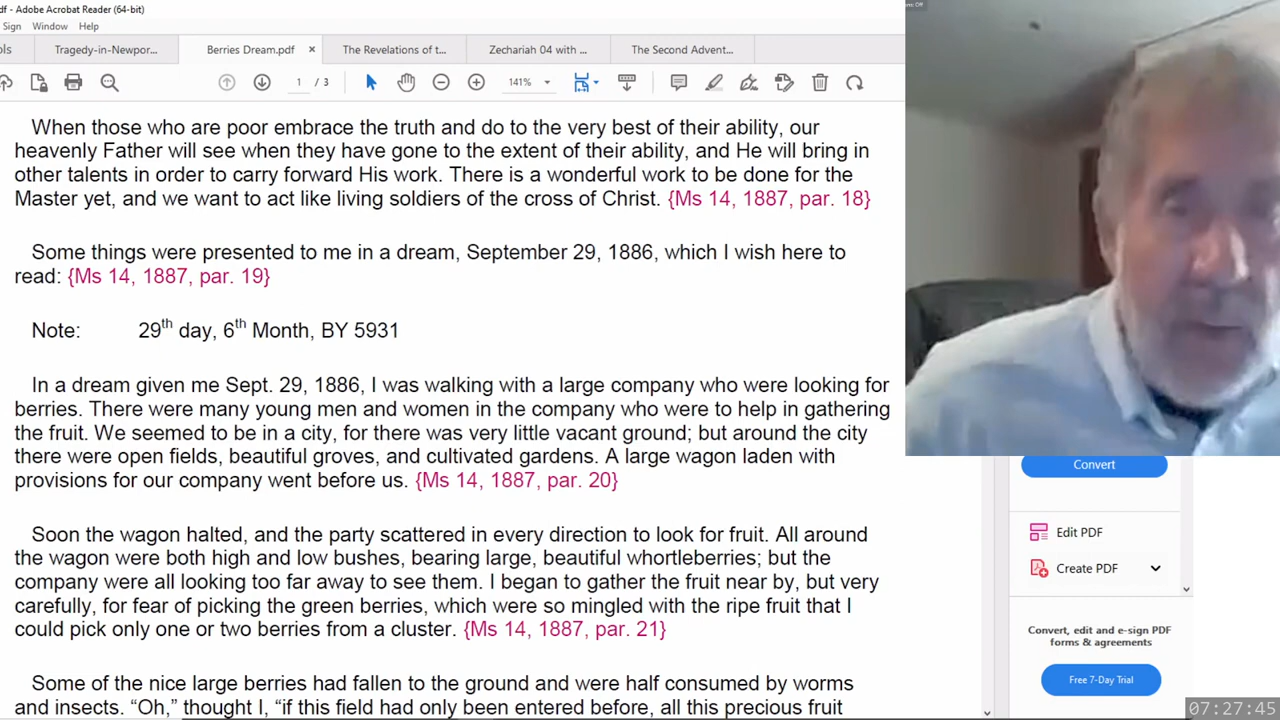 df - Adobe Acrobat Reader (64-bit)
Sign Window Help
ols Tragedy-in-Newpor... Berries Dream.pdf × The Revelations of t... Zechariah 04 with ... The Second Advent...
1 / 3 141%
When those who are poor embrace the truth and do to the very best of their ability, our
heavenly Father will see when they have gone to the extent of their ability, and He will bring in
other talents in order to carry forward His work. There is a wonderful work to be done for the
Master yet, and we want to act like living soldiers of the cross of Christ. {Ms 14, 1887, par. 18}
Some things were presented to me in a dream, September 29, 1886, which I wish here to
read: {Ms 14, 1887, par. 19}
Note: 29th day, 6th Month, BY 5931
In a dream given me Sept. 29, 1886, I was walking with a large company who were looking for
berries. There were many young men and women in the company who were to help in gathering
the fruit. We seemed to be in a city, for there was very little vacant ground; but around the city
there were open fields, beautiful groves, and cultivated gardens. A large wagon laden with
provisions for our company went before us. {Ms 14, 1887, par. 20}
Soon the wagon halted, and the party scattered in every direction to look for fruit. All around
the wagon were both high and low bushes, bearing large, beautiful whortleberries; but the
company were all looking too far away to see them. I began to gather the fruit near by, but very
carefully, for fear of picking the green berries, which were so mingled with the ripe fruit that I
could pick only one or two berries from a cluster. {Ms 14, 1887, par. 21}
Some of the nice large berries had fallen to the ground and were half consumed by worms
and insects. “Oh,” thought I, “if this field had only been entered before, all this precious fruit
Convert
Edit PDF
Create PDF
Convert, edit and e-sign PDF
forms & agreements
Free 7-Day Trial
07:27:45